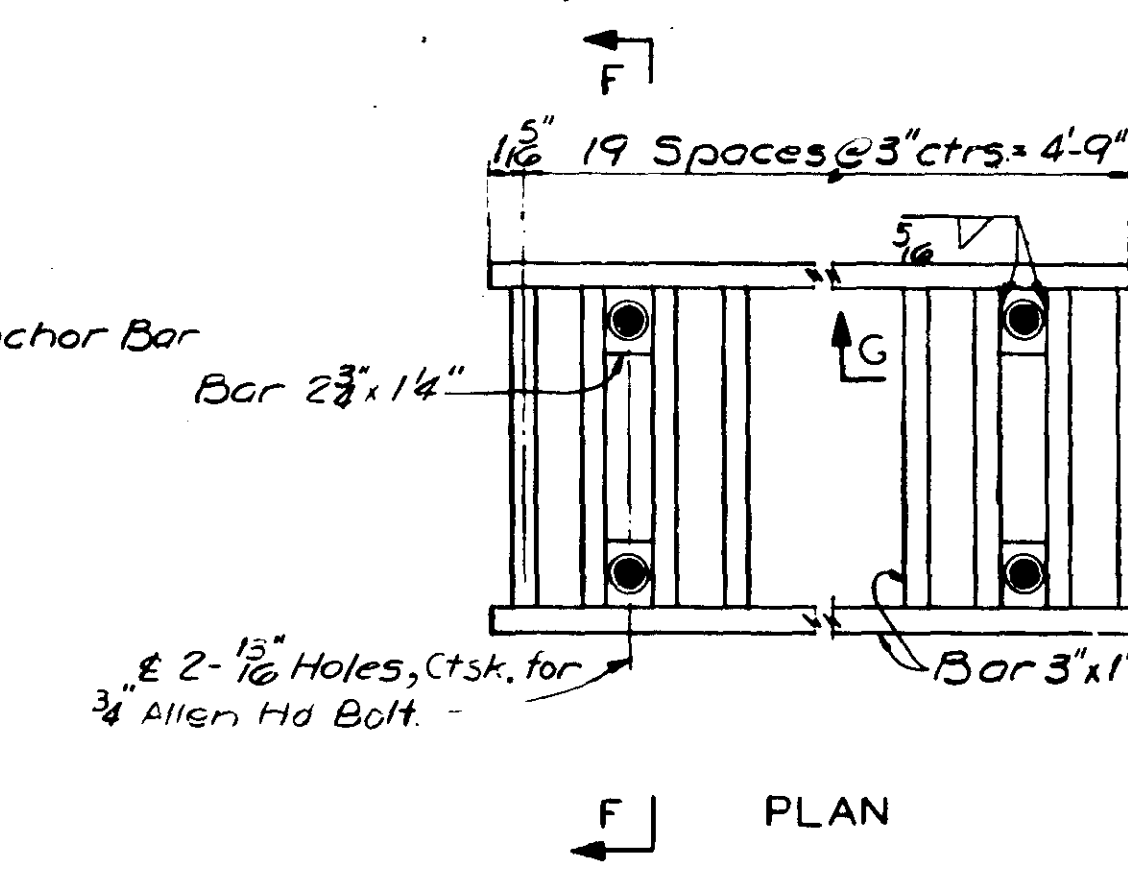 F
1 5/16" 19 Spaces @ 3" ctrs. = 4'-9"
5/16
chor Bar
G
Bar 2 3/4" x 1 1/4"
℄ 2- 13/16" Holes, Ctsk. for
3/4" Allen Hd Bolt.
Bar 3" x 1"
F
PLAN